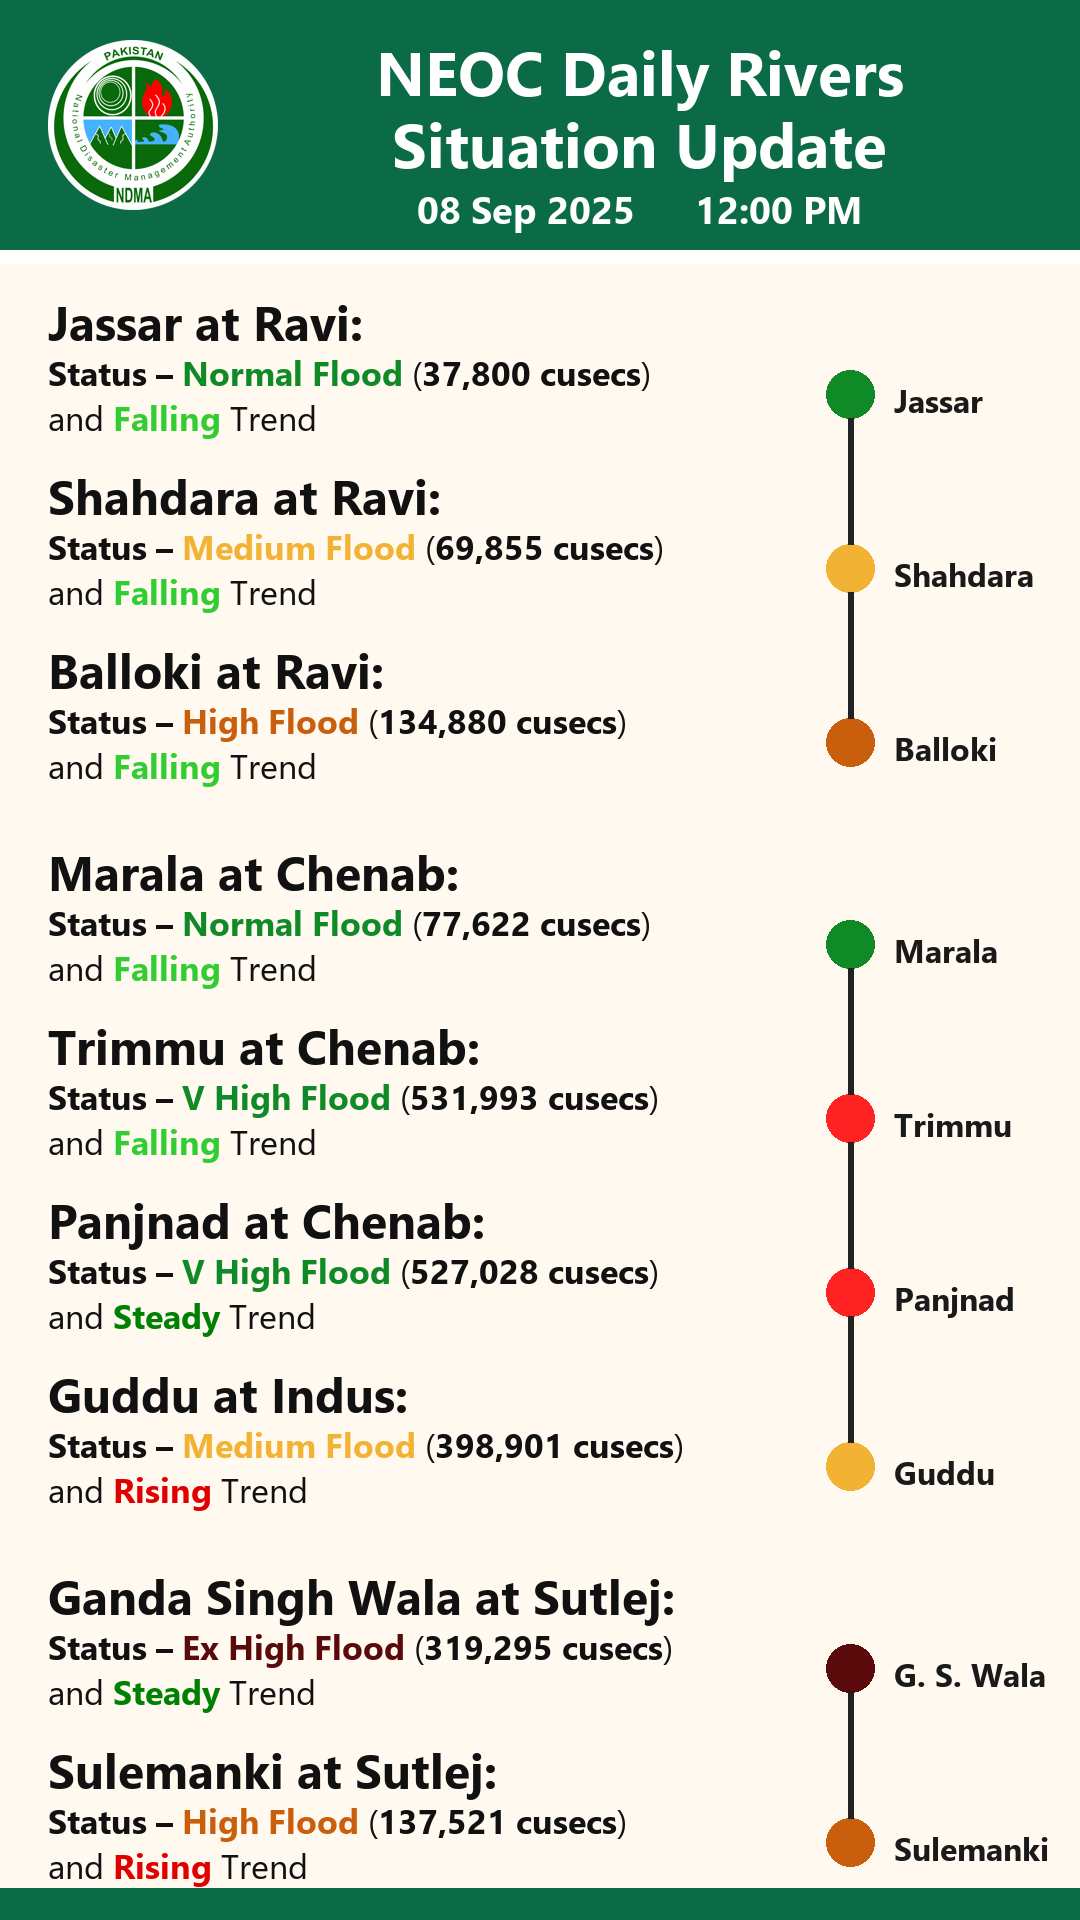 PAKISTAN
National Disaster Management Authority
NDMA
NEOC Daily Rivers
Situation Update
08 Sep 2025 12:00 PM
Jassar at Ravi:
Status – Normal Flood (37,800 cusecs)
and Falling Trend
Jassar
Shahdara at Ravi:
Status – Medium Flood (69,855 cusecs)
and Falling Trend
Shahdara
Balloki at Ravi:
Status – High Flood (134,880 cusecs)
and Falling Trend
Balloki
Marala at Chenab:
Status – Normal Flood (77,622 cusecs)
and Falling Trend
Marala
Trimmu at Chenab:
Status – V High Flood (531,993 cusecs)
and Falling Trend
Trimmu
Panjnad at Chenab:
Status – V High Flood (527,028 cusecs)
and Steady Trend
Panjnad
Guddu at Indus:
Status – Medium Flood (398,901 cusecs)
and Rising Trend
Guddu
Ganda Singh Wala at Sutlej:
Status – Ex High Flood (319,295 cusecs)
and Steady Trend
G. S. Wala
Sulemanki at Sutlej:
Status – High Flood (137,521 cusecs)
and Rising Trend
Sulemanki